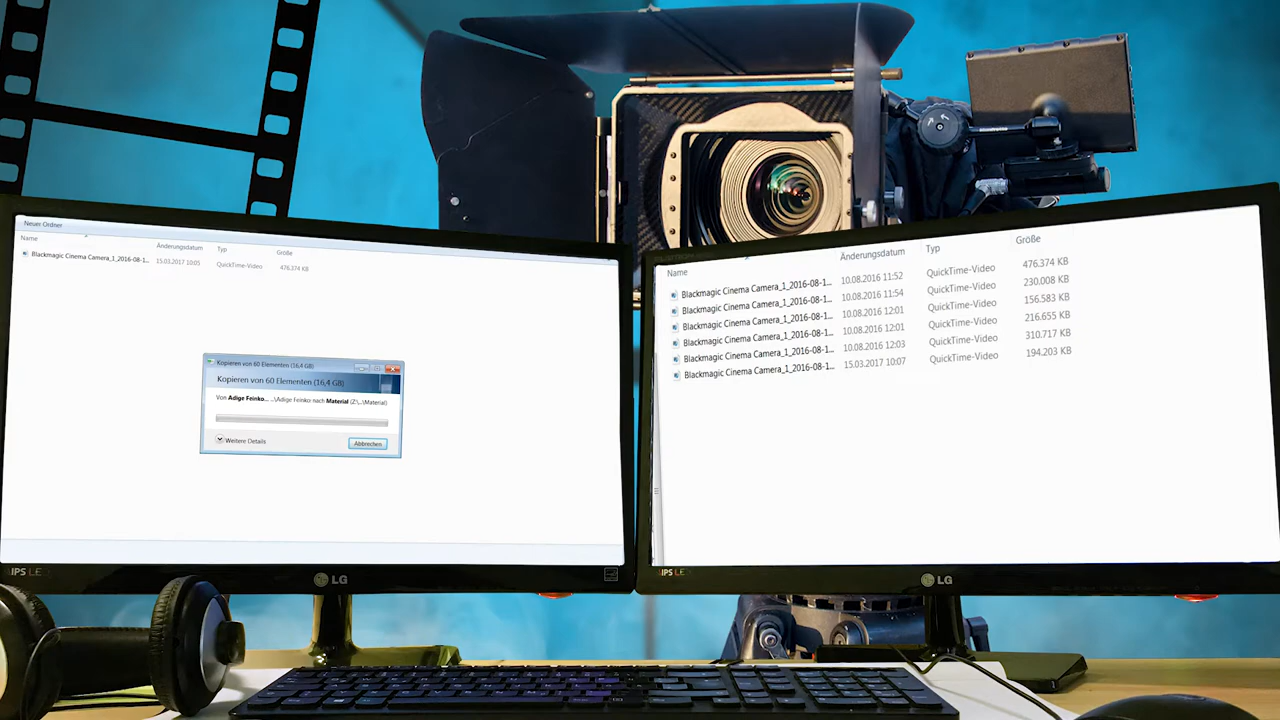 Neuer Ordner
Name Änderungsdatum Typ Größe
Blackmagic Cinema Camera_1_2016-08-1... 15.03.2017 10:05 QuickTime-Video 476.374 KB
Kopieren von 60 Elementen (16,4 GB)
Kopieren von 60 Elementen (16,4 GB)
Von Adige Feinko... ...\Adige Feinko) nach Material (Z:\...\Material)
Weitere Details
Abbrechen
IPS LE
LG
Name Änderungsdatum Typ Größe
Blackmagic Cinema Camera_1_2016-08-1... 10.08.2016 11:52 QuickTime-Video 476.374 KB
Blackmagic Cinema Camera_1_2016-08-1... 10.08.2016 11:54 QuickTime-Video 230.008 KB
Blackmagic Cinema Camera_1_2016-08-1... 10.08.2016 12:01 QuickTime-Video 156.583 KB
Blackmagic Cinema Camera_1_2016-08-1... 10.08.2016 12:01 QuickTime-Video 216.655 KB
Blackmagic Cinema Camera_1_2016-08-1... 10.08.2016 12:03 QuickTime-Video 310.717 KB
Blackmagic Cinema Camera_1_2016-08-1... 15.03.2017 10:07 QuickTime-Video 194.203 KB
IPS LE
LG